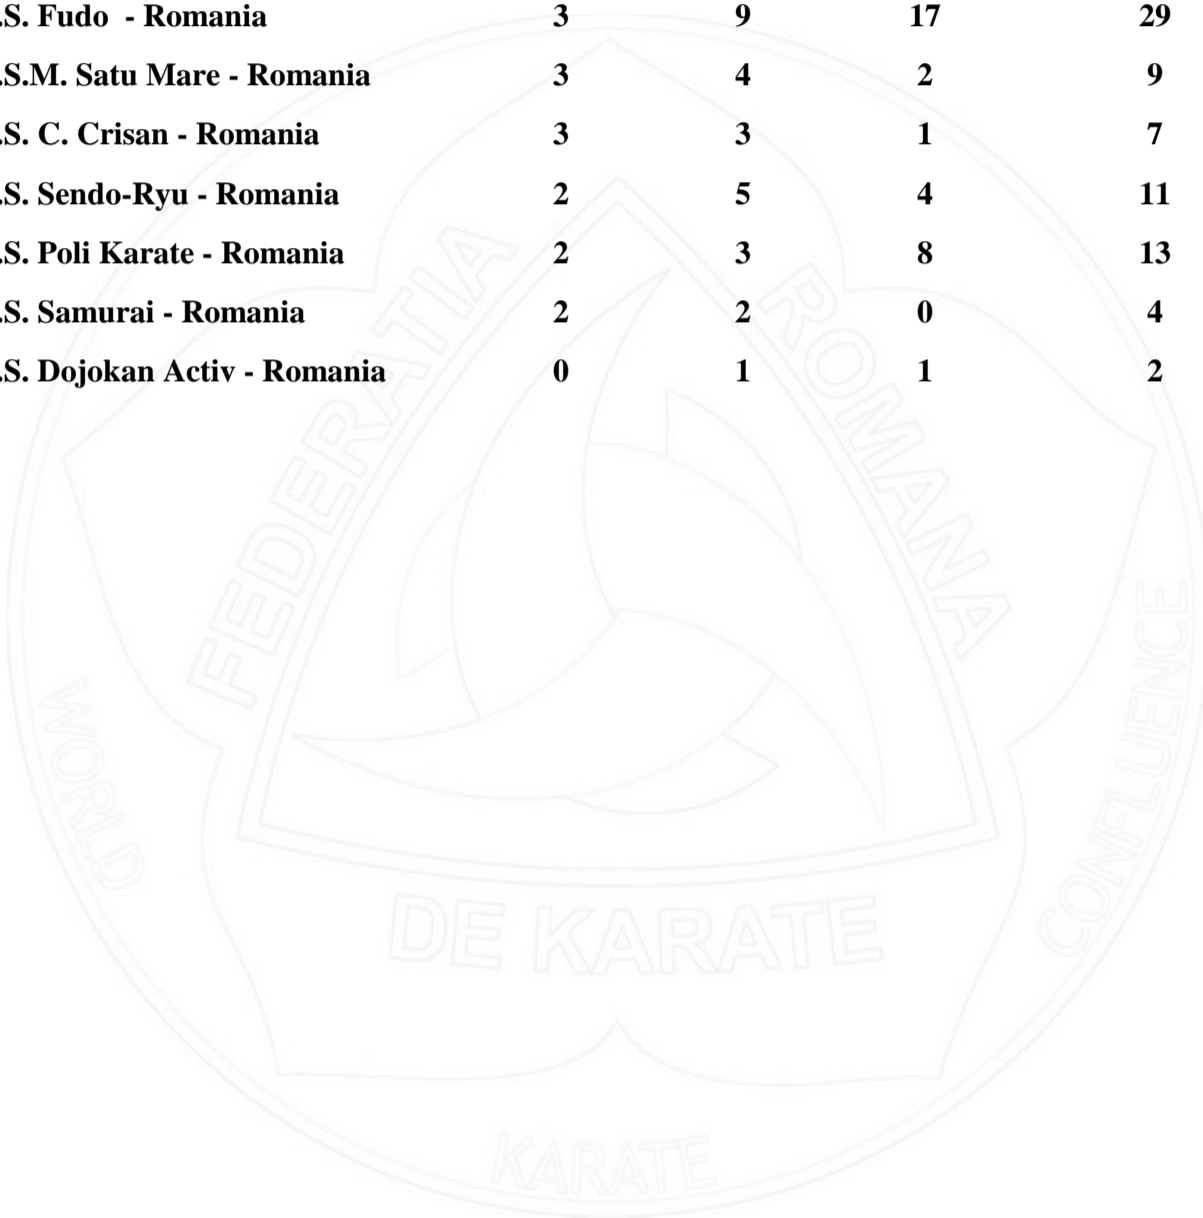 .S. Fudo - Romania 3 9 17 29
.S.M. Satu Mare - Romania 3 4 2 9
.S. C. Crisan - Romania 3 3 1 7
.S. Sendo-Ryu - Romania 2 5 4 11
.S. Poli Karate - Romania 2 3 8 13
.S. Samurai - Romania 2 2 0 4
.S. Dojokan Activ - Romania 0 1 1 2
FEDERATIA
ROMANA
DE KARATE
WORLD
KARATE
CONFLUENCE